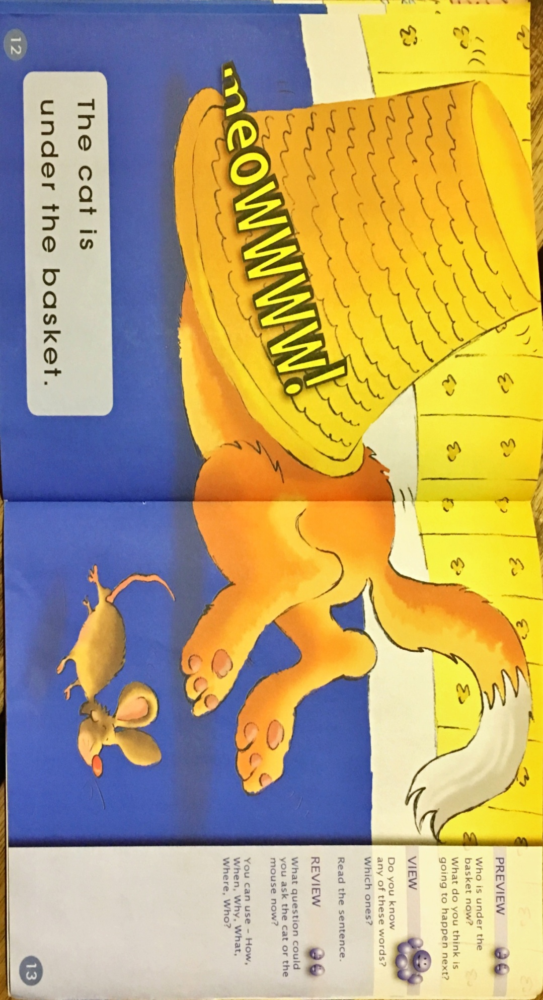 meowwwww!
The cat is
under the basket.
12
PREVIEW
Who is under the
basket now?
What do you think is
going to happen next?
VIEW
Do you know
any of these words?
Which ones?
Read the sentence.
REVIEW
What question could
you ask the cat or the
mouse now?
You can use – How,
When, Why, What,
Where, Who?
13